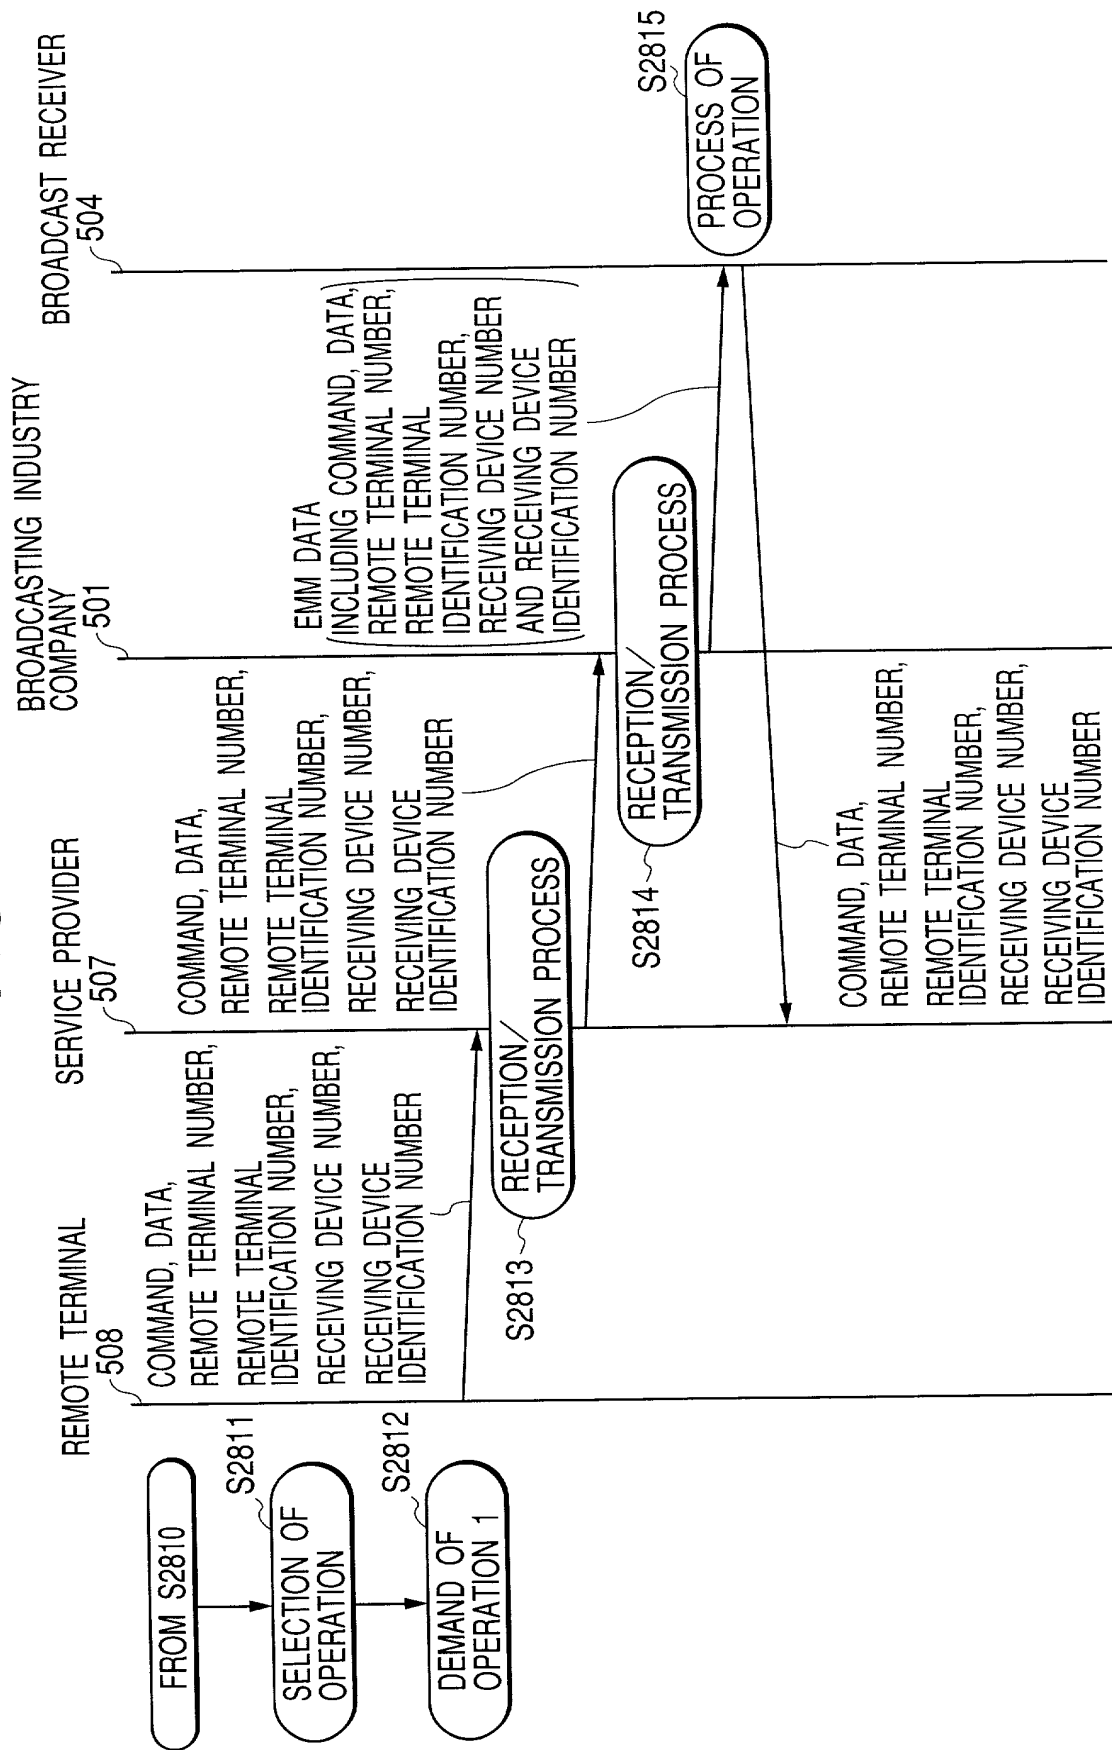 REMOTE TERMINAL
508
SERVICE PROVIDER
507
BROADCASTING INDUSTRY
COMPANY
501
BROADCAST RECEIVER
504
FROM S2810
S2811
SELECTION OF
OPERATION
S2812
DEMAND OF
OPERATION 1
COMMAND, DATA,
REMOTE TERMINAL NUMBER,
REMOTE TERMINAL
IDENTIFICATION NUMBER,
RECEIVING DEVICE NUMBER,
RECEIVING DEVICE
IDENTIFICATION NUMBER
S2813
RECEPTION/
TRANSMISSION PROCESS
COMMAND, DATA,
REMOTE TERMINAL NUMBER,
REMOTE TERMINAL
IDENTIFICATION NUMBER,
RECEIVING DEVICE NUMBER,
RECEIVING DEVICE
IDENTIFICATION NUMBER
S2814
RECEPTION/
TRANSMISSION PROCESS
EMM DATA
INCLUDING COMMAND, DATA,
REMOTE TERMINAL NUMBER,
REMOTE TERMINAL
IDENTIFICATION NUMBER,
RECEIVING DEVICE NUMBER
AND RECEIVING DEVICE
IDENTIFICATION NUMBER
S2815
PROCESS OF
OPERATION
COMMAND, DATA,
REMOTE TERMINAL NUMBER,
REMOTE TERMINAL
IDENTIFICATION NUMBER,
RECEIVING DEVICE NUMBER,
RECEIVING DEVICE
IDENTIFICATION NUMBER